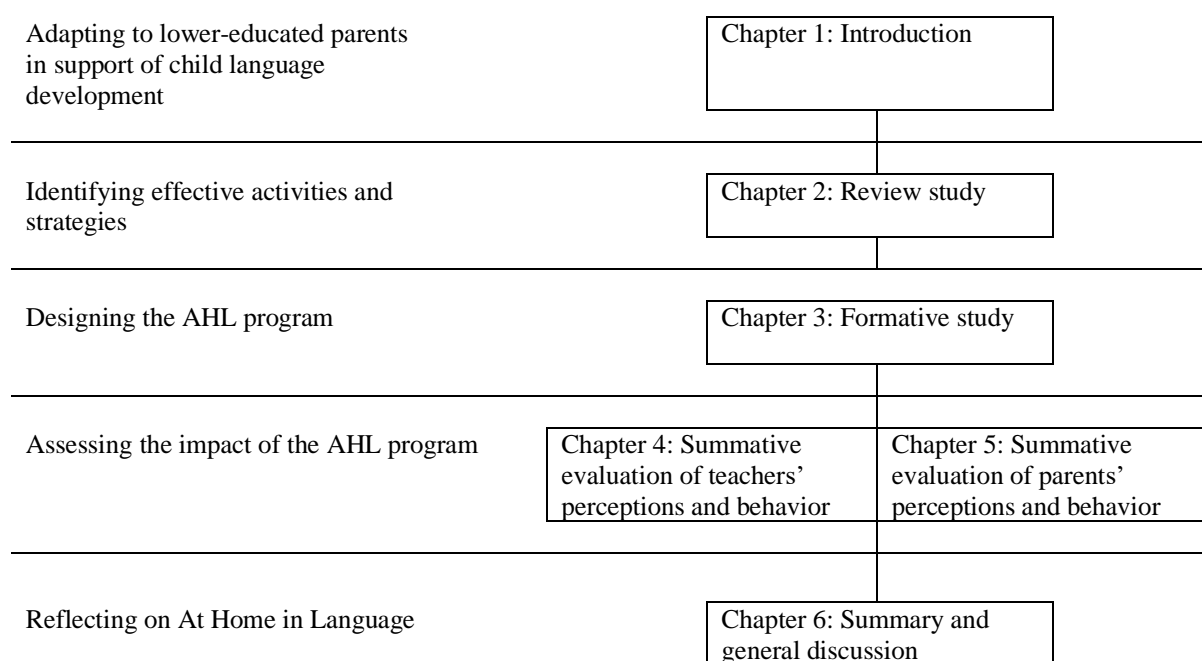 Adapting to lower-educated parents
in support of child language
development
Chapter 1: Introduction
Identifying effective activities and
strategies
Chapter 2: Review study
Designing the AHL program
Chapter 3: Formative study
Assessing the impact of the AHL program
Chapter 4: Summative
evaluation of teachers’
perceptions and behavior
Chapter 5: Summative
evaluation of parents’
perceptions and behavior
Reflecting on At Home in Language
Chapter 6: Summary and
general discussion